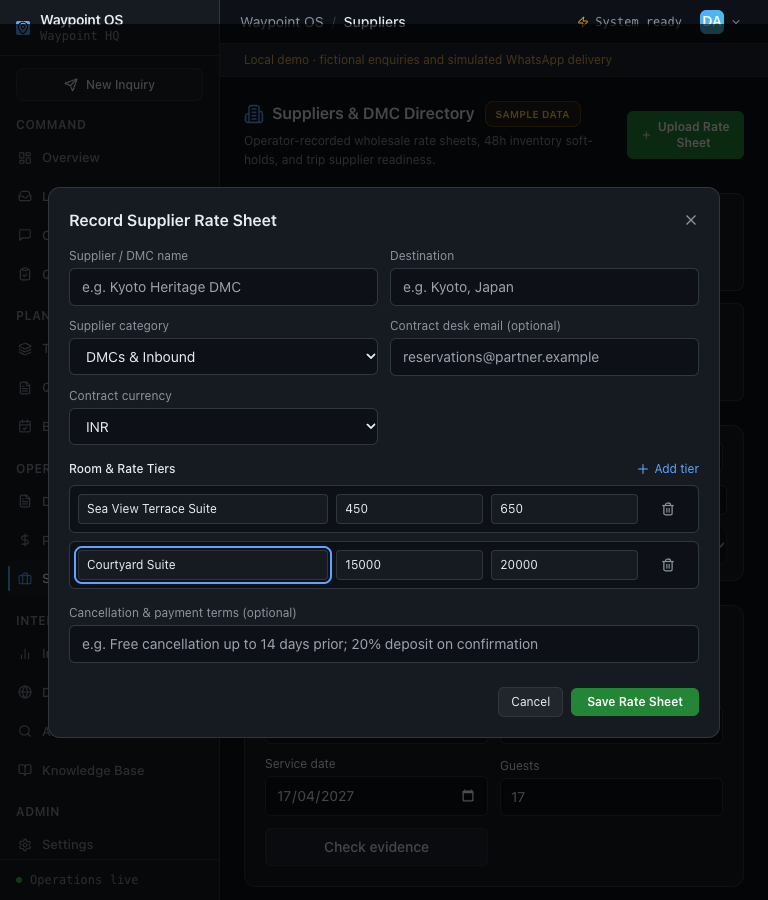 Waypoint OS
Waypoint HQ
Waypoint OS / Suppliers
System ready
DA
Local demo · fictional enquiries and simulated WhatsApp delivery
New Inquiry
COMMAND
Overview
Suppliers & DMC Directory
SAMPLE DATA
Operator-recorded wholesale rate sheets, 48h inventory soft-
holds, and trip supplier readiness.
+ Upload Rate
Sheet
Record Supplier Rate Sheet
Supplier / DMC name
Destination
e.g. Kyoto Heritage DMC
e.g. Kyoto, Japan
Supplier category
Contract desk email (optional)
DMCs & Inbound
reservations@partner.example
Contract currency
INR
Room & Rate Tiers
+ Add tier
Sea View Terrace Suite
450
650
Courtyard Suite
15000
20000
Cancellation & payment terms (optional)
e.g. Free cancellation up to 14 days prior; 20% deposit on confirmation
Cancel
Save Rate Sheet
Knowledge Base
ADMIN
Settings
Operations live
Service date
Guests
17/04/2027
17
Check evidence